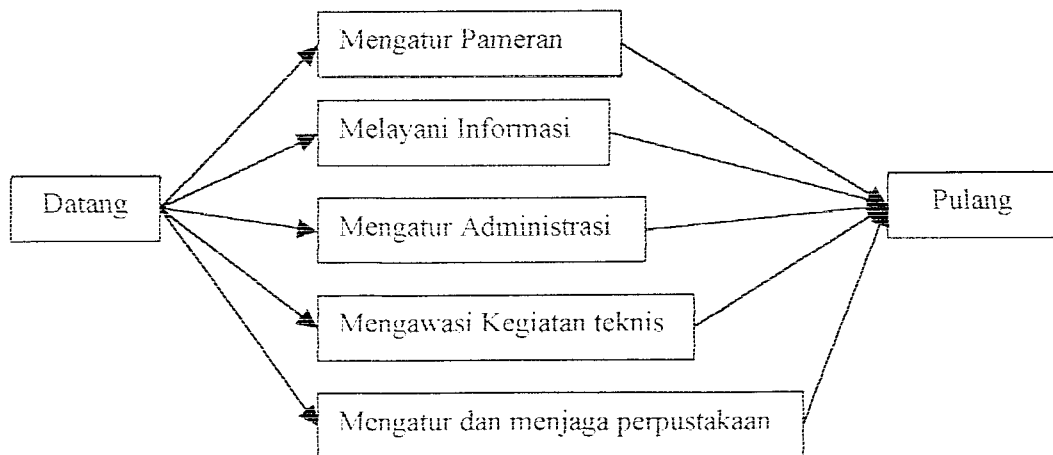 Mengatur Pameran
Melayani Informasi
Datang
Mengatur Administrasi
Pulang
Mengawasi Kegiatan teknis
Mengatur dan menjaga perpustakaan